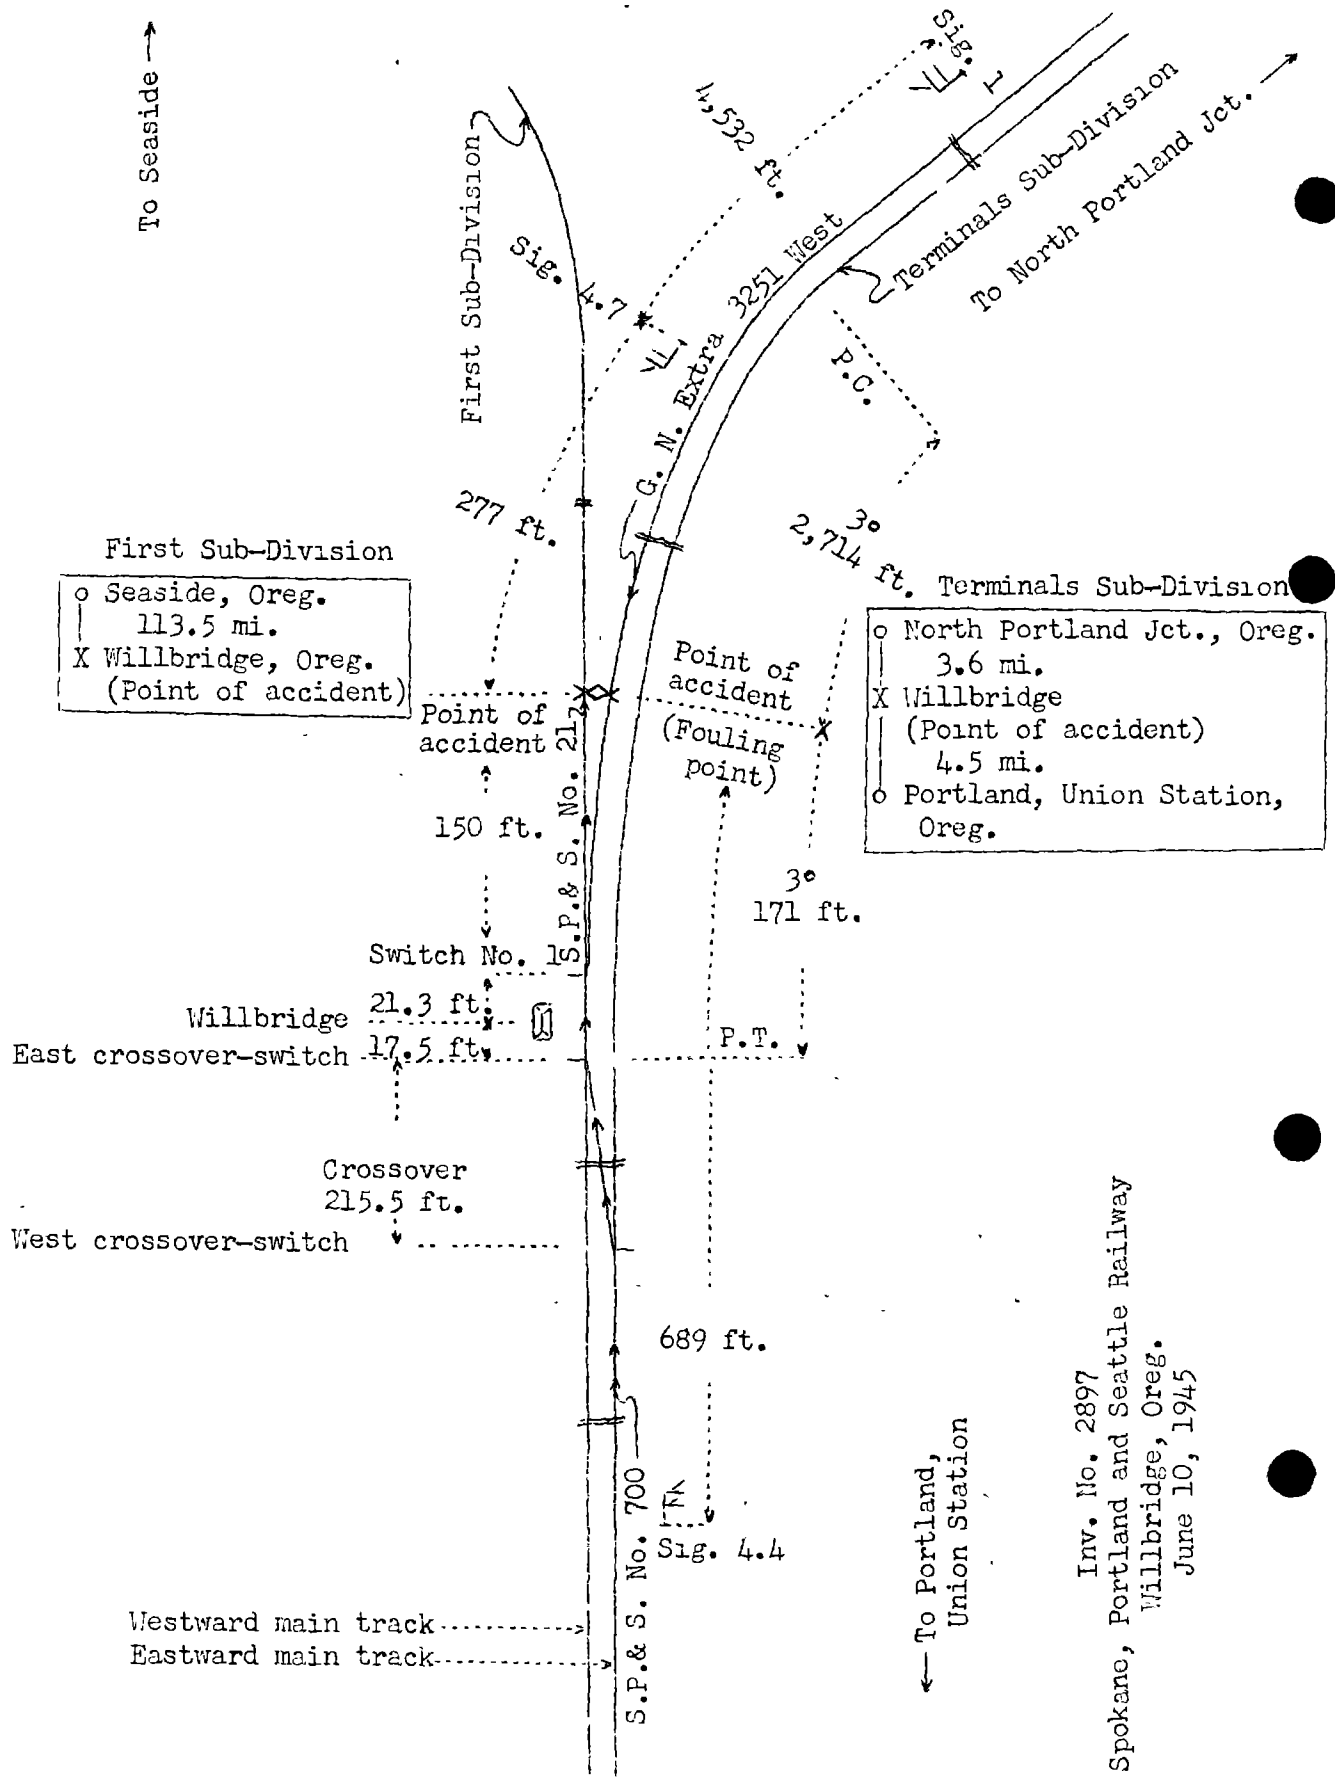 To Seaside
First Sub-Division
4,532 ft.
Sig. 1
Sig. 4.7
G. N. Extra 3251 West
Terminals Sub-Division
To North Portland Jct.
P.C.
277 ft.
3°
2,714 ft.
First Sub-Division
Seaside, Oreg.
113.5 mi.
X Willbridge, Oreg.
(Point of accident)
Terminals Sub-Division
North Portland Jct., Oreg.
3.6 mi.
X Willbridge
(Point of accident)
4.5 mi.
Portland, Union Station,
Oreg.
Point of
accident
Point of
accident
(Fouling
point)
S.P.& S. No. 212
150 ft.
3°
171 ft.
Switch No. 1
21.3 ft.
Willbridge
17.5 ft.
East crossover-switch
P.T.
Crossover
215.5 ft.
West crossover-switch
689 ft.
S.P.& S. No. 700
Sig. 4.4
Westward main track
Eastward main track
To Portland,
Union Station
Inv. No. 2897
Spokane, Portland and Seattle Railway
Willbridge, Oreg.
June 10, 1945